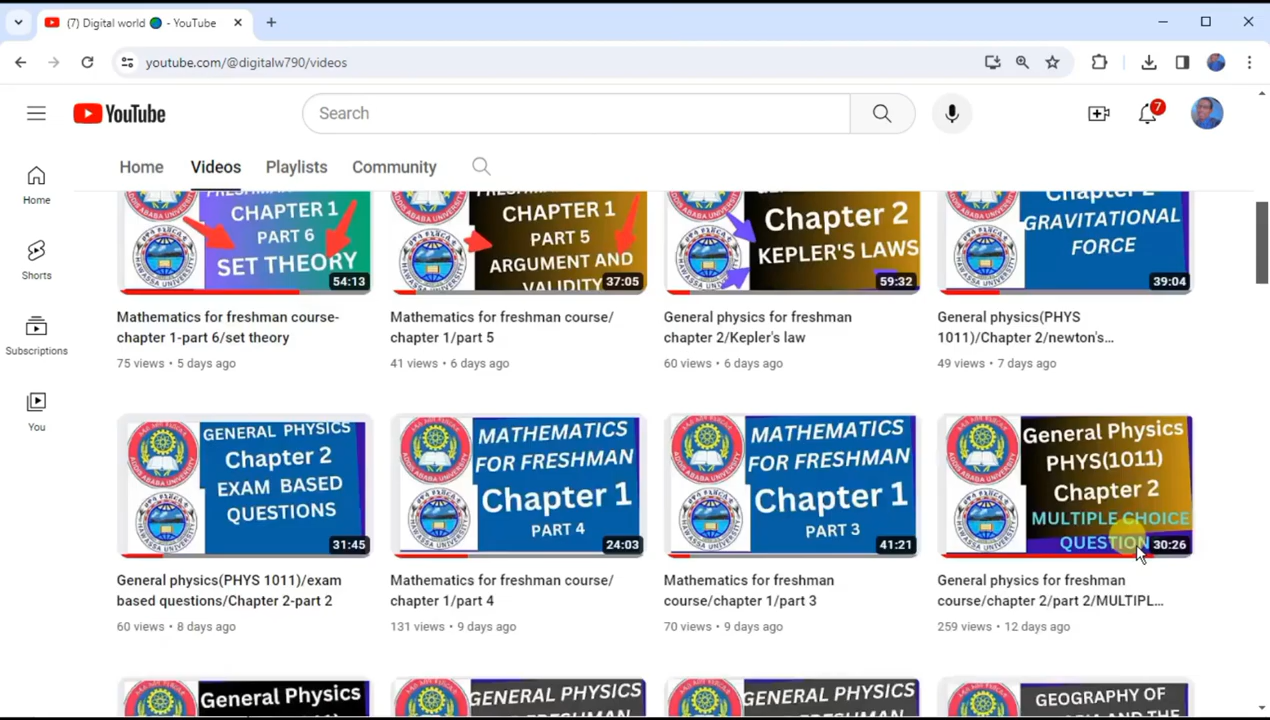 (7) Digital world - YouTube
youtube.com/@digitalw790/videos
YouTube
Search
7
Home
Videos
Playlists
Community
Home
Shorts
Subscriptions
You
CHAPTER 1
PART 6
SET THEORY
54:13
Mathematics for freshman course-
chapter 1-part 6/set theory
75 views • 5 days ago
CHAPTER 1
PART 5
ARGUMENT AND
VALIDITY
37:05
Mathematics for freshman course/
chapter 1/part 5
41 views • 6 days ago
Chapter 2
KEPLER'S LAWS
59:32
General physics for freshman
chapter 2/Kepler's law
60 views • 6 days ago
Chapter 2
GRAVITATIONAL
FORCE
39:04
General physics(PHYS
1011)/Chapter 2/newton's...
49 views • 7 days ago
GENERAL PHYSICS
Chapter 2
EXAM BASED
QUESTIONS
31:45
General physics(PHYS 1011)/exam
based questions/Chapter 2-part 2
60 views • 8 days ago
MATHEMATICS
FOR FRESHMAN
Chapter 1
PART 4
24:03
Mathematics for freshman course/
chapter 1/part 4
131 views • 9 days ago
MATHEMATICS
FOR FRESHMAN
Chapter 1
PART 3
41:21
Mathematics for freshman
course/chapter 1/part 3
70 views • 9 days ago
General Physics
PHYS(1011)
Chapter 2
MULTIPLE CHOICE
QUESTION
30:26
General physics for freshman
course/chapter 2/part 2/MULTIPL...
259 views • 12 days ago
General Physics
GENERAL PHYSICS
GENERAL PHYSICS
GEOGRAPHY OF